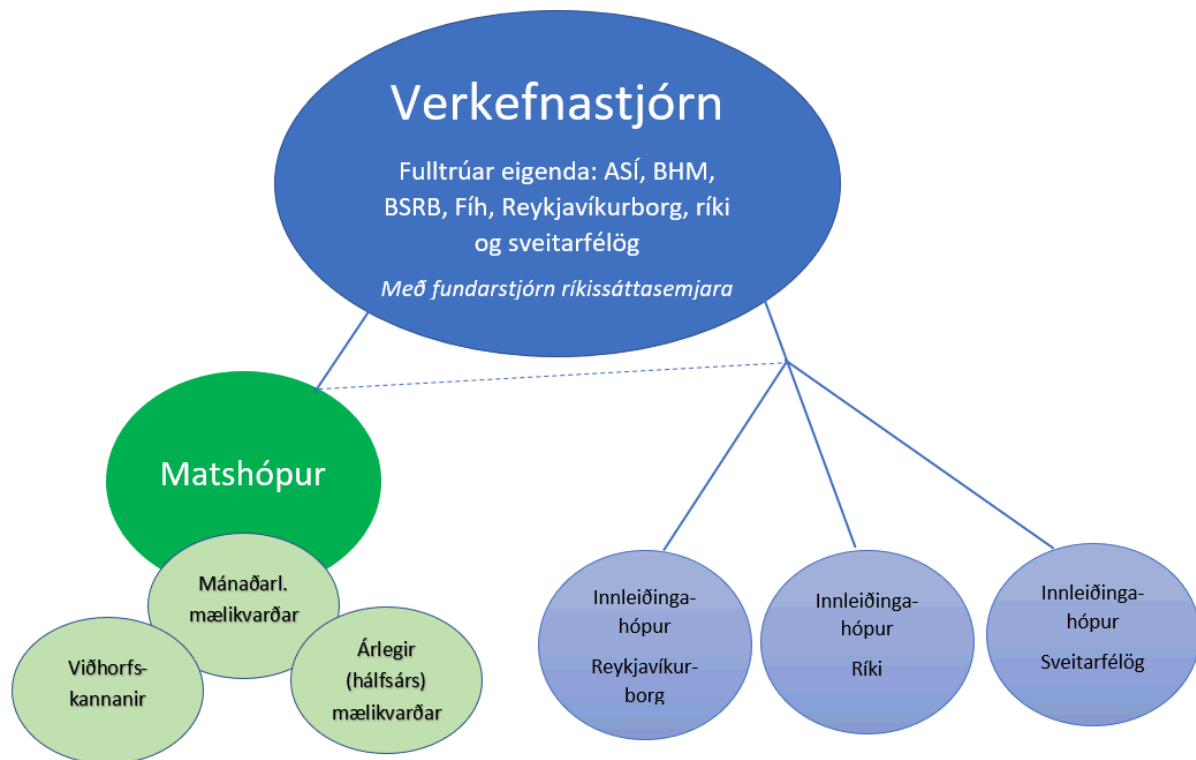 Verkefnastjórn
Fulltrúar eigenda: ASÍ, BHM,
BSRB, Fíh, Reykjavíkurborg, ríki
og sveitarfélög
Með fundarstjórn ríkissáttasemjara
Matshópur
Mánaðarl.
mælikvarðar
Viðhorfs-
kannanir
Árlegir
(hálfsárs)
mælikvarðar
Innleiðinga-
hópur
Reykjavíkur-
borg
Innleiðinga-
hópur
Ríki
Innleiðinga-
hópur
Sveitarfélög